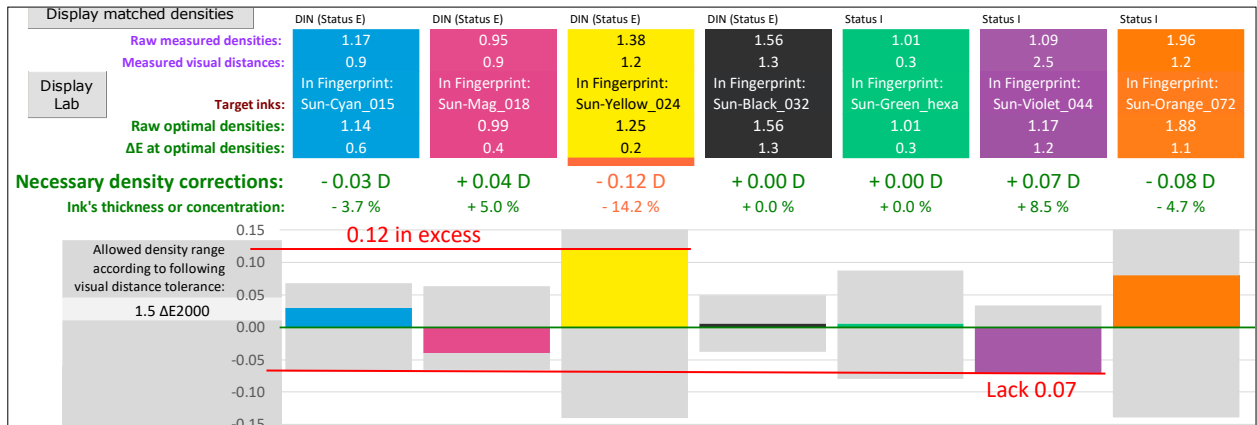 Display matched densities DIN (Status E) DIN (Status E) DIN (Status E) DIN (Status E) Status I Status I Status I
Raw measured densities: 1.17 0.95 1.38 1.56 1.01 1.09 1.96
Measured visual distances: 0.9 0.9 1.2 1.3 0.3 2.5 1.2
Display Lab
In Fingerprint: In Fingerprint: In Fingerprint: In Fingerprint: In Fingerprint: In Fingerprint: In Fingerprint:
Target inks: Sun-Cyan_015 Sun-Mag_018 Sun-Yellow_024 Sun-Black_032 Sun-Green_hexa Sun-Violet_044 Sun-Orange_072
Raw optimal densities: 1.14 0.99 1.25 1.56 1.01 1.17 1.88
ΔE at optimal densities: 0.6 0.4 0.2 1.3 0.3 1.2 1.1
Necessary density corrections: - 0.03 D + 0.04 D - 0.12 D + 0.00 D + 0.00 D + 0.07 D - 0.08 D
Ink's thickness or concentration: - 3.7 % + 5.0 % - 14.2 % + 0.0 % + 0.0 % + 8.5 % - 4.7 %
0.15
0.12 in excess
Allowed density range
according to following
visual distance tolerance:
1.5 ΔE2000
0.10
0.05
0.00
-0.05
-0.10
-0.15
Lack 0.07